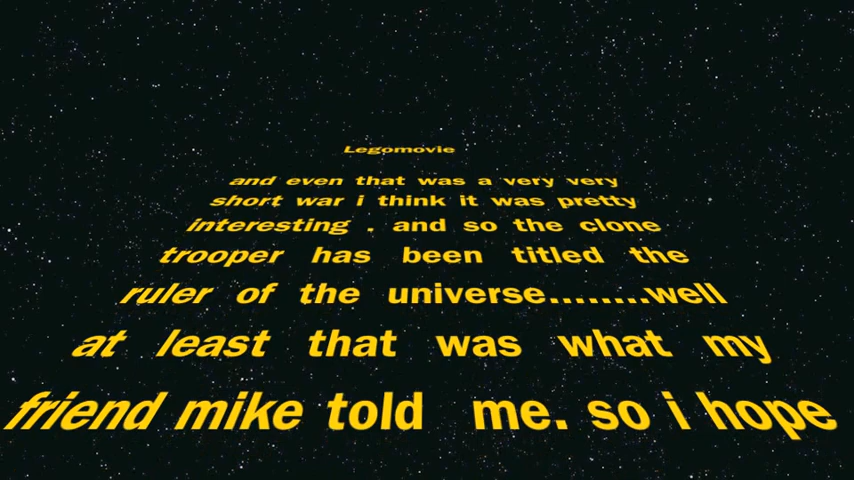 Legomovie
and even that was a very very
short war i think it was pretty
interesting . and so the clone
trooper has been titled the
ruler of the universe........well
at least that was what my
friend mike told me. so i hope